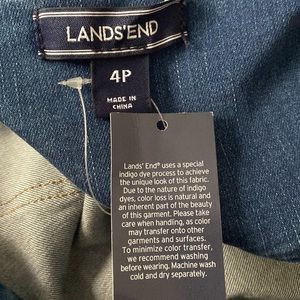 LANDS'END
4P
MADE IN
CHINA
Lands' End® uses a special
indigo dye process to achieve
the unique look of this fabric.
Due to the nature of indigo
dyes, color loss is natural and
an inherent part of the beauty
of this garment. Please take
care when handling, as color
may transfer onto other
garments and surfaces.
To minimize color transfer,
we recommend washing
before wearing. Machine wash
cold and dry separately.